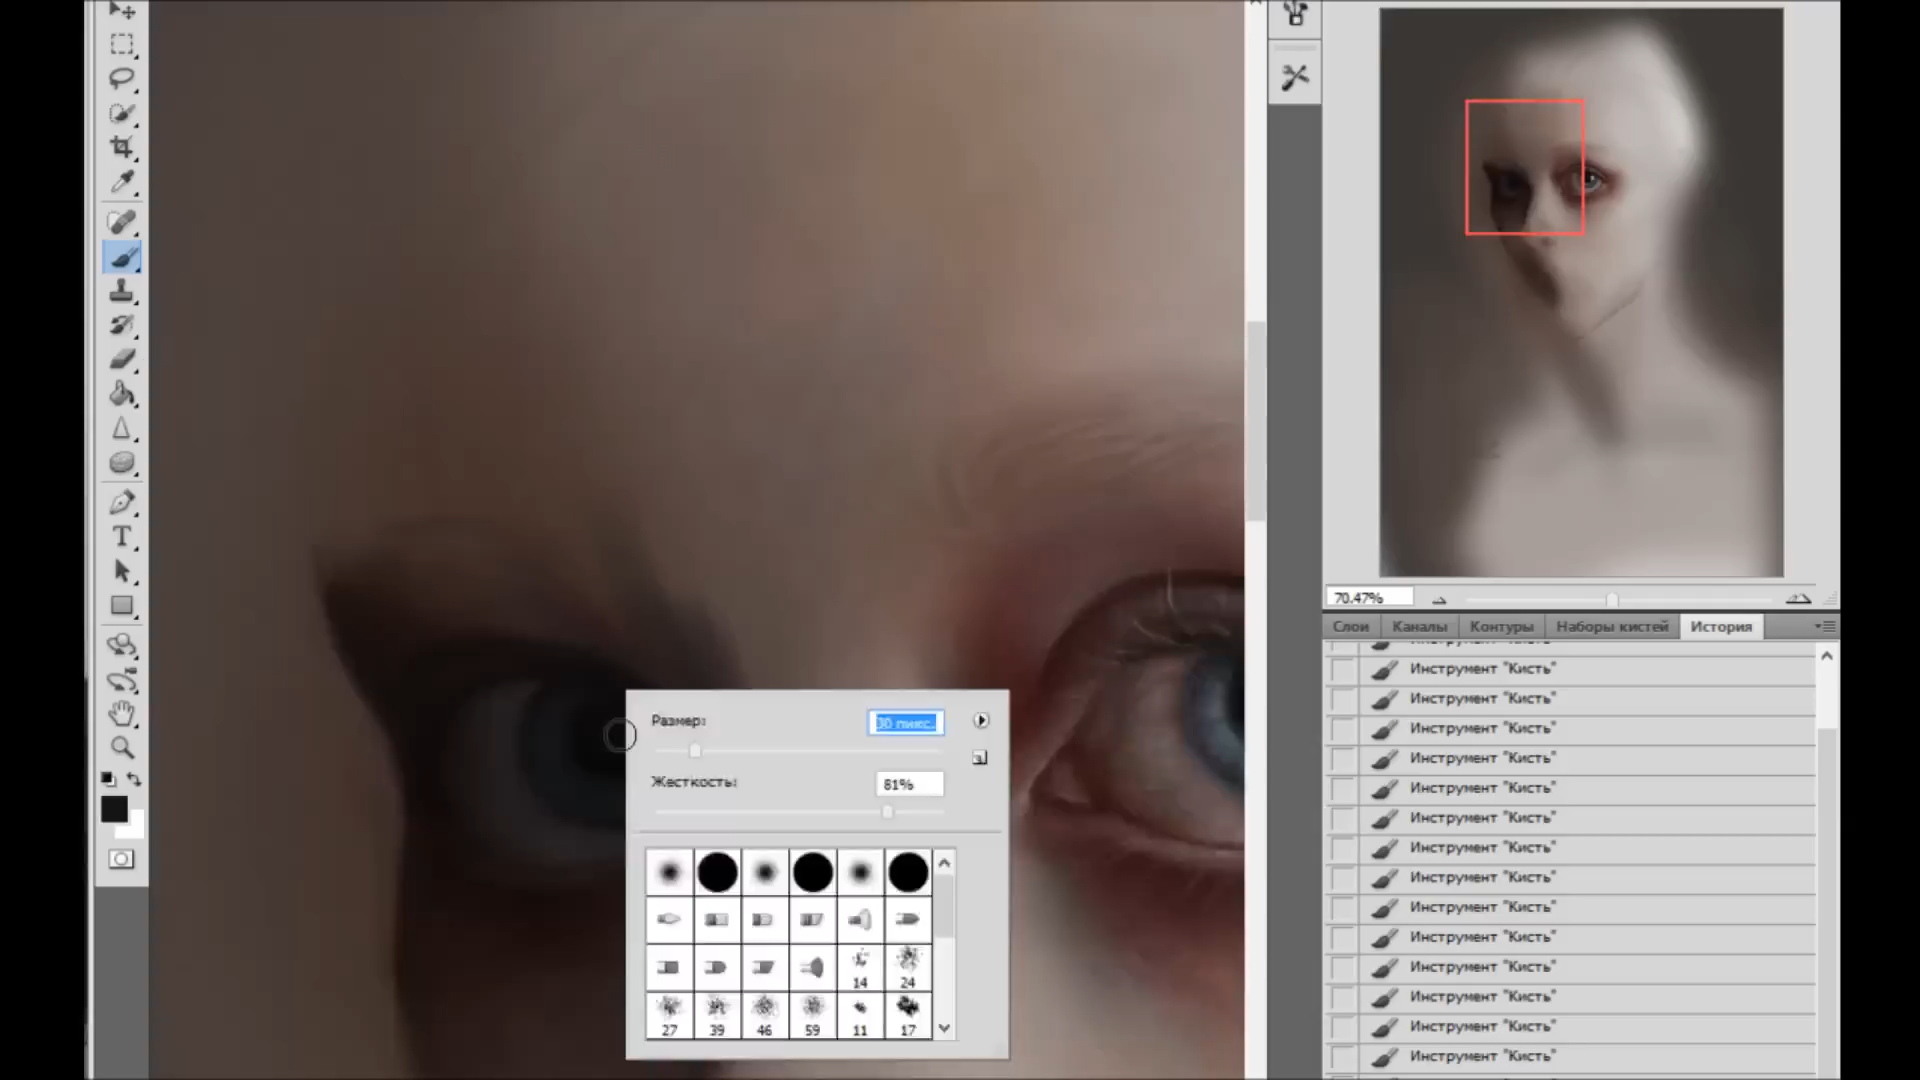 Размер:
30 пикс.
Жесткость:
81%
14
24
27
39
46
59
11
17
70.47%
Слои
Каналы
Контуры
Наборы кистей
История
Инструмент "Кисть"
Инструмент "Кисть"
Инструмент "Кисть"
Инструмент "Кисть"
Инструмент "Кисть"
Инструмент "Кисть"
Инструмент "Кисть"
Инструмент "Кисть"
Инструмент "Кисть"
Инструмент "Кисть"
Инструмент "Кисть"
Инструмент "Кисть"
Инструмент "Кисть"
Инструмент "Кисть"